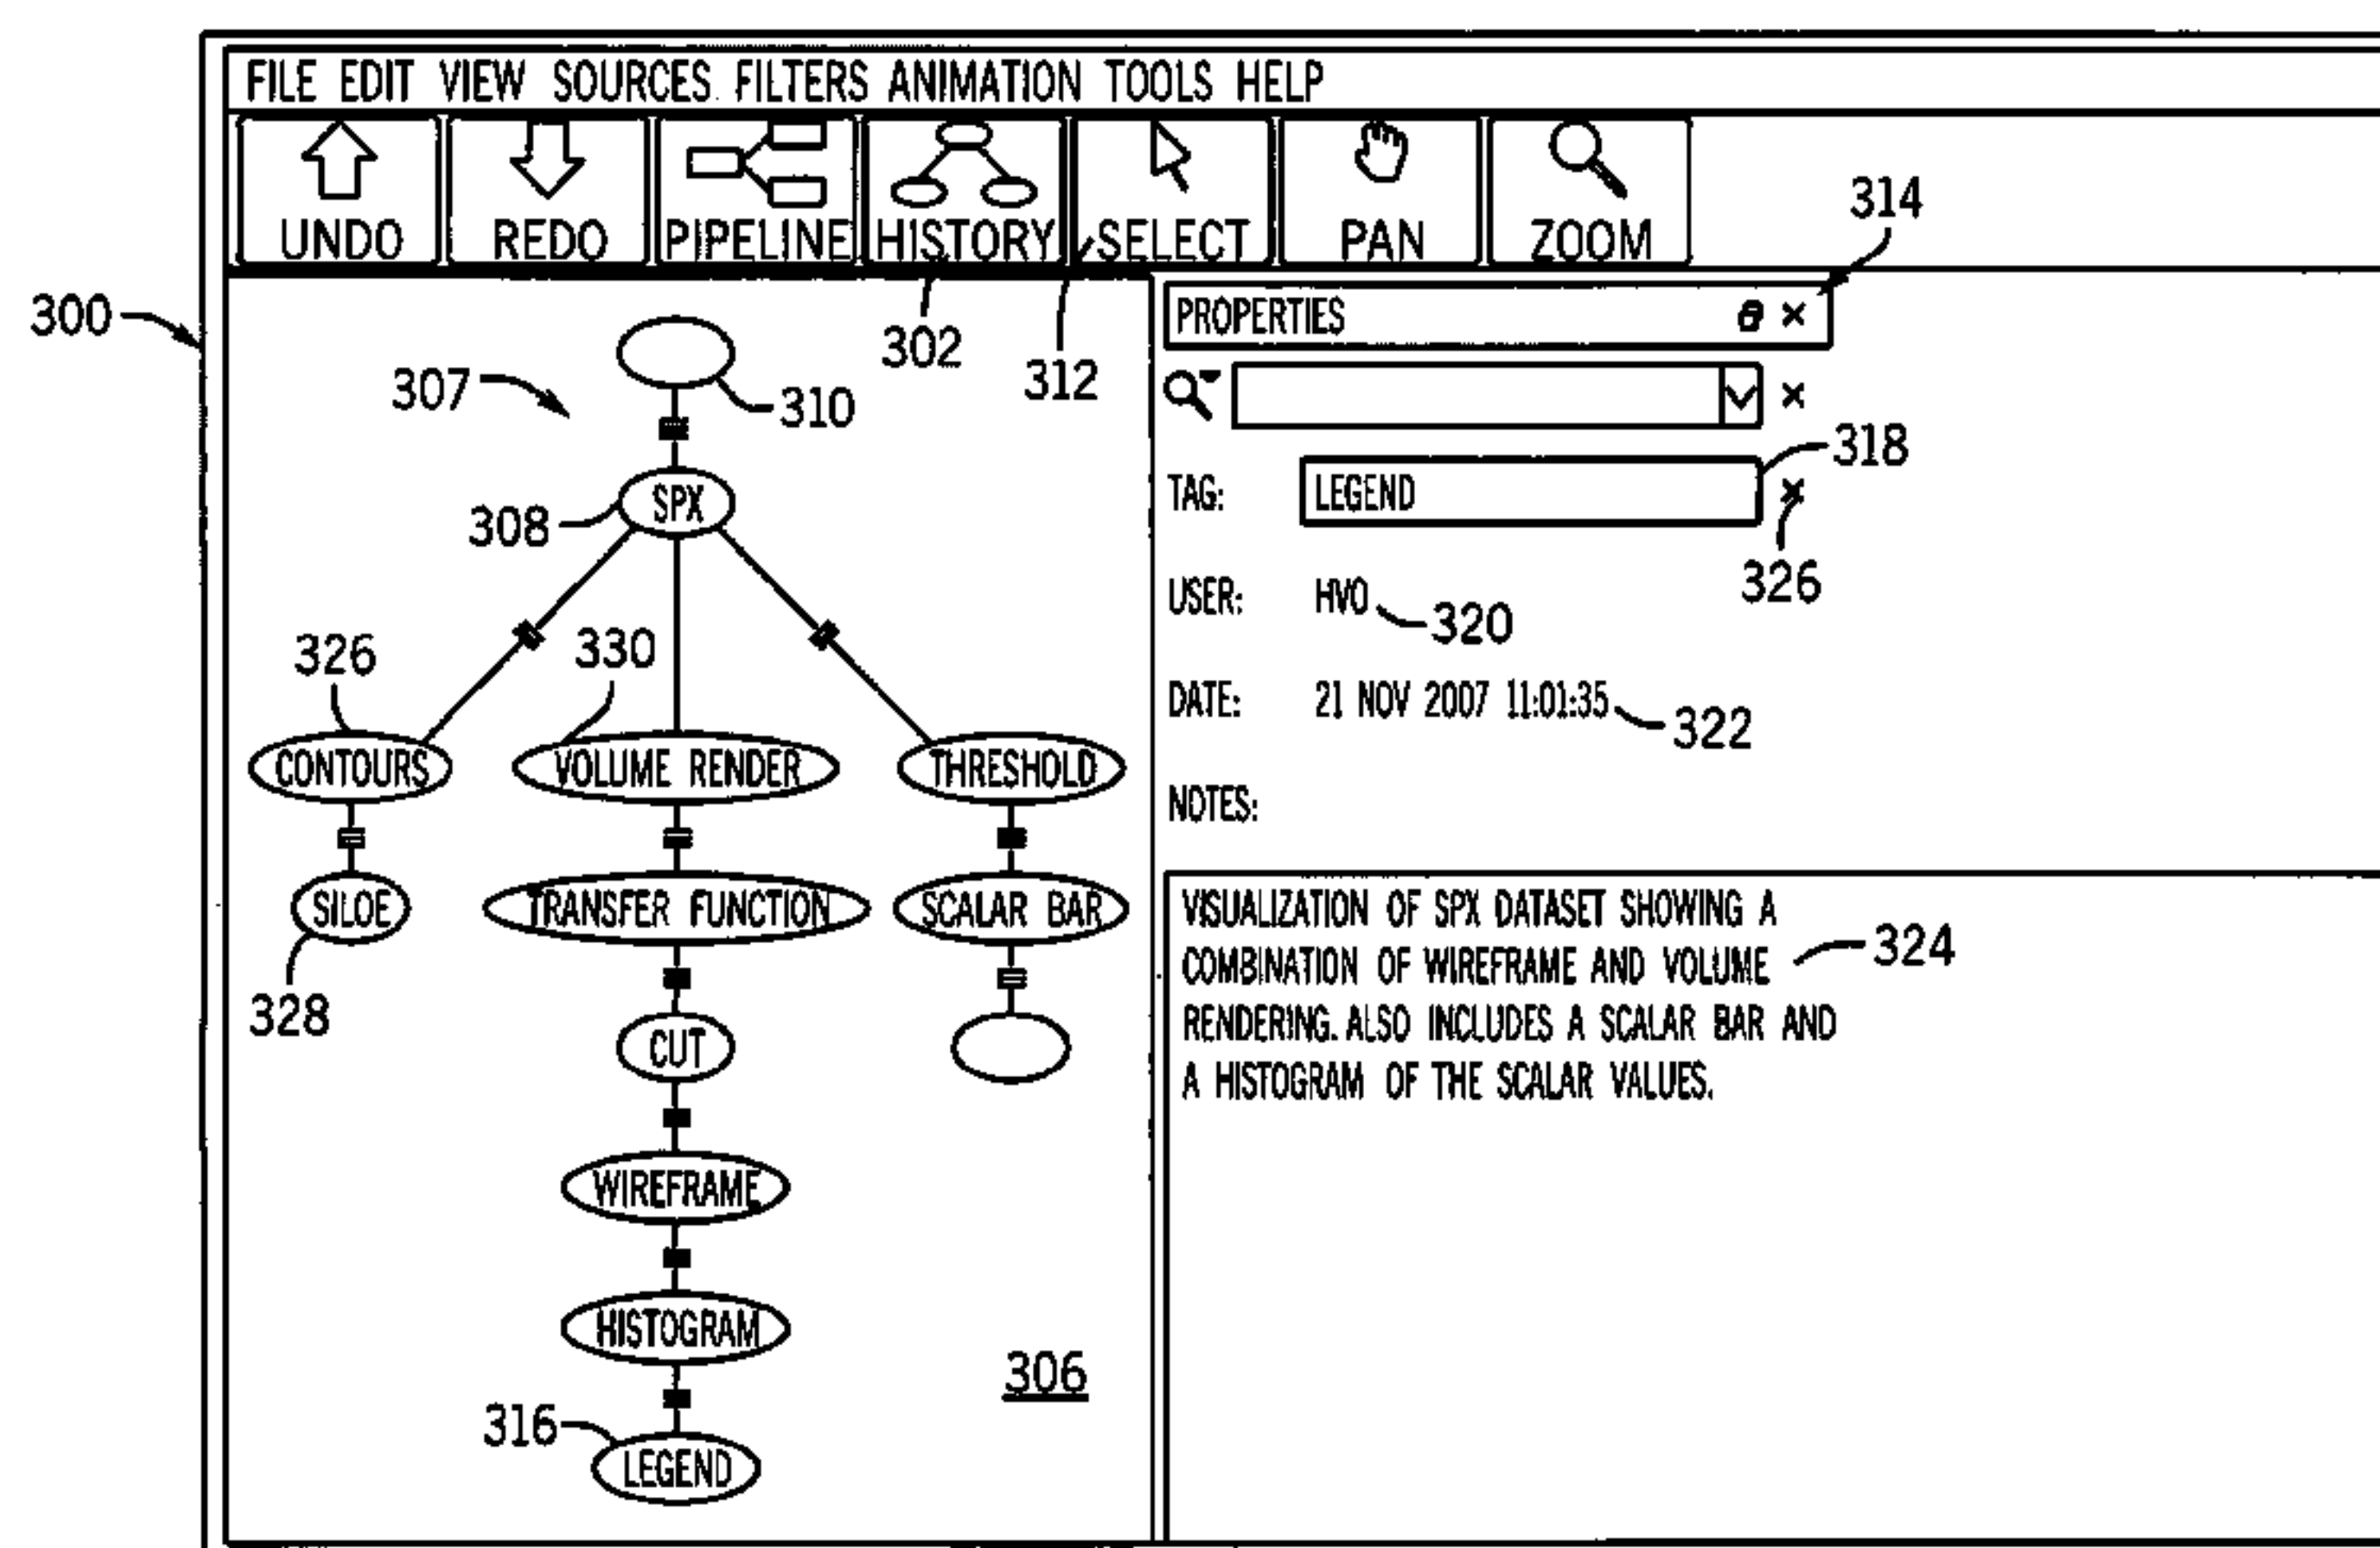 FILE EDIT VIEW SOURCES FILTERS ANIMATION TOOLS HELP
UNDO REDO PIPELINE HISTORY SELECT PAN ZOOM
314
300
302
312
PROPERTIES
307
310
318
TAG: LEGEND
308
SPX
326
USER: HVO
320
326
330
DATE: 21 NOV 2007 11:01:35
322
CONTOURS VOLUME RENDER THRESHOLD
NOTES:
SILOE TRANSFER FUNCTION SCALAR BAR
328
CUT
WIREFRAME
HISTOGRAM
306
316
LEGEND
VISUALIZATION OF SPX DATASET SHOWING A
COMBINATION OF WIREFRAME AND VOLUME
324
RENDERING. ALSO INCLUDES A SCALAR BAR AND
A HISTOGRAM OF THE SCALAR VALUES.